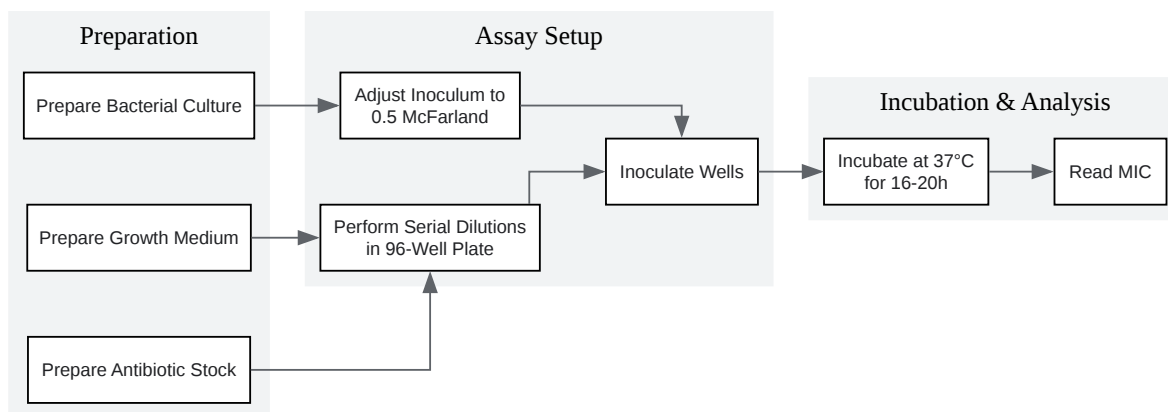 Preparation
Prepare Bacterial Culture
Prepare Growth Medium
Prepare Antibiotic Stock
Assay Setup
Adjust Inoculum to
0.5 McFarland
Perform Serial Dilutions
in 96-Well Plate
Inoculate Wells
Incubation & Analysis
Incubate at 37°C
for 16-20h
Read MIC